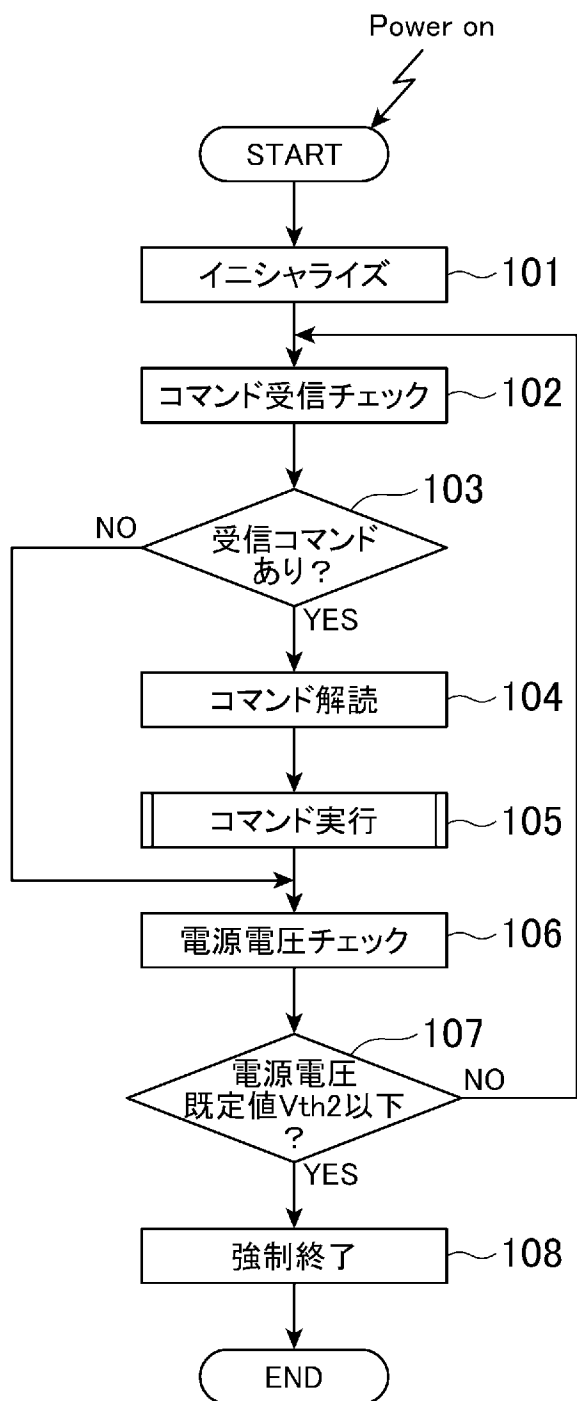 Power on
START
イニシャライズ
101
コマンド受信チェック
102
103
NO
受信コマンド
あり?
YES
コマンド解読
104
コマンド実行
105
電源電圧チェック
106
107
電源電圧
既定値Vth2以下
?
NO
YES
強制終了
108
END